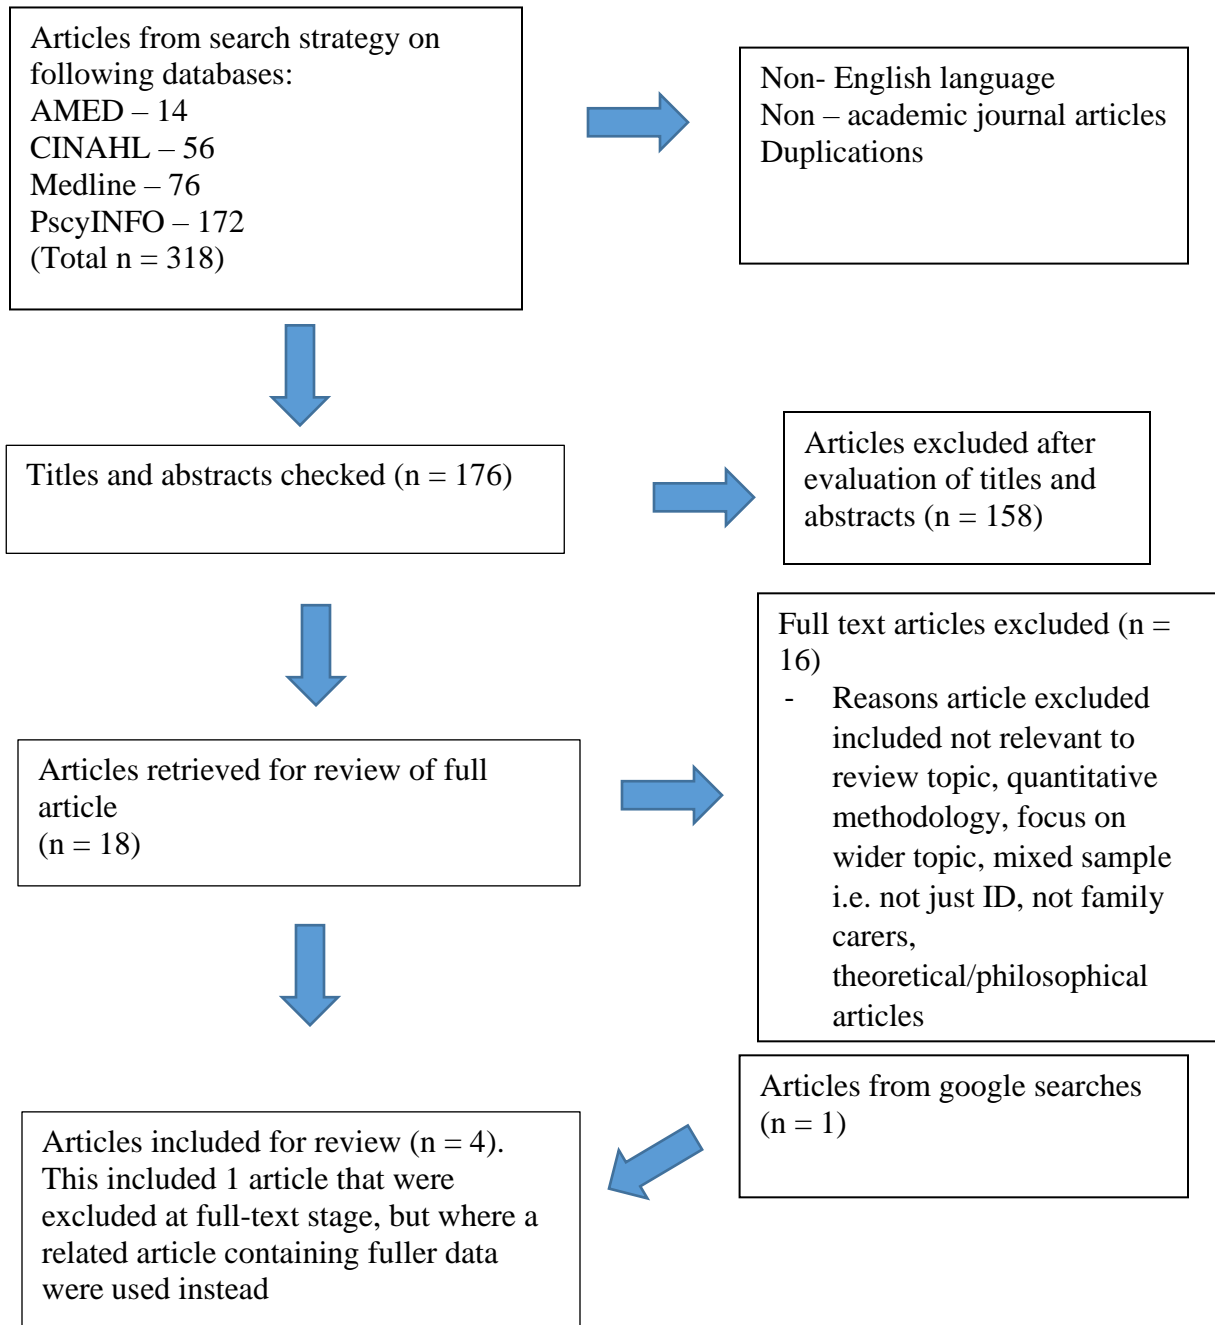 Articles from search strategy on
following databases:
AMED – 14
CINAHL – 56
Medline – 76
PscyINFO – 172
(Total n = 318)
Non- English language
Non – academic journal articles
Duplications
Titles and abstracts checked (n = 176)
Articles excluded after
evaluation of titles and
abstracts (n = 158)
Articles retrieved for review of full
article
(n = 18)
Full text articles excluded (n =
16)
- Reasons article excluded
included not relevant to
review topic, quantitative
methodology, focus on
wider topic, mixed sample
i.e. not just ID, not family
carers,
theoretical/philosophical
articles
Articles from google searches
(n = 1)
Articles included for review (n = 4).
This included 1 article that were
excluded at full-text stage, but where a
related article containing fuller data
were used instead